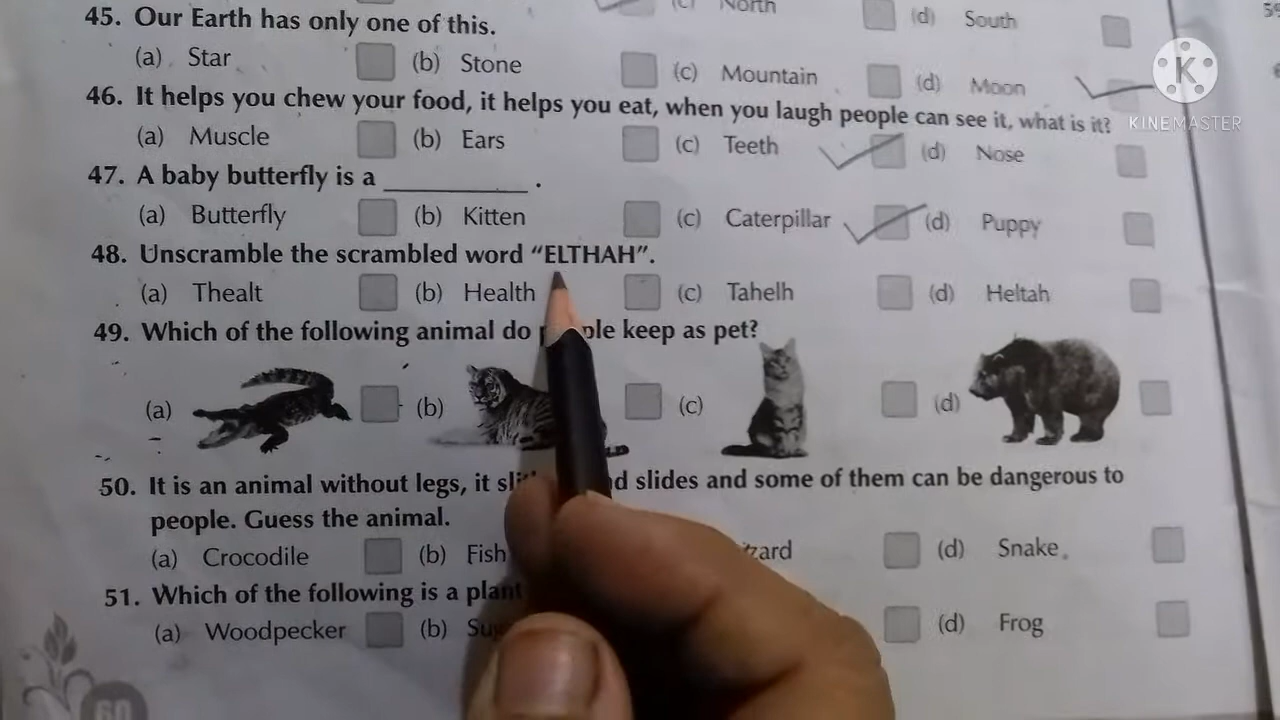 (c) North (d) South
45. Our Earth has only one of this.
(a) Star (b) Stone (c) Mountain (d) Moon
46. It helps you chew your food, it helps you eat, when you laugh people can see it, what is it?
(a) Muscle (b) Ears (c) Teeth (d) Nose
47. A baby butterfly is a ____________ .
(a) Butterfly (b) Kitten (c) Caterpillar (d) Puppy
48. Unscramble the scrambled word “ELTHAH”.
(a) Thealt (b) Health (c) Tahelh (d) Heltah
49. Which of the following animal do keep as pet?
(a) (b) (c) (d)
50. It is an animal without legs, it slides and some of them can be dangerous to
people. Guess the animal.
(a) Crocodile (b) Fish (d) Snake
51. Which of the following is a plant
(a) Woodpecker (b) (d) Frog
60
K
KINEMASTER